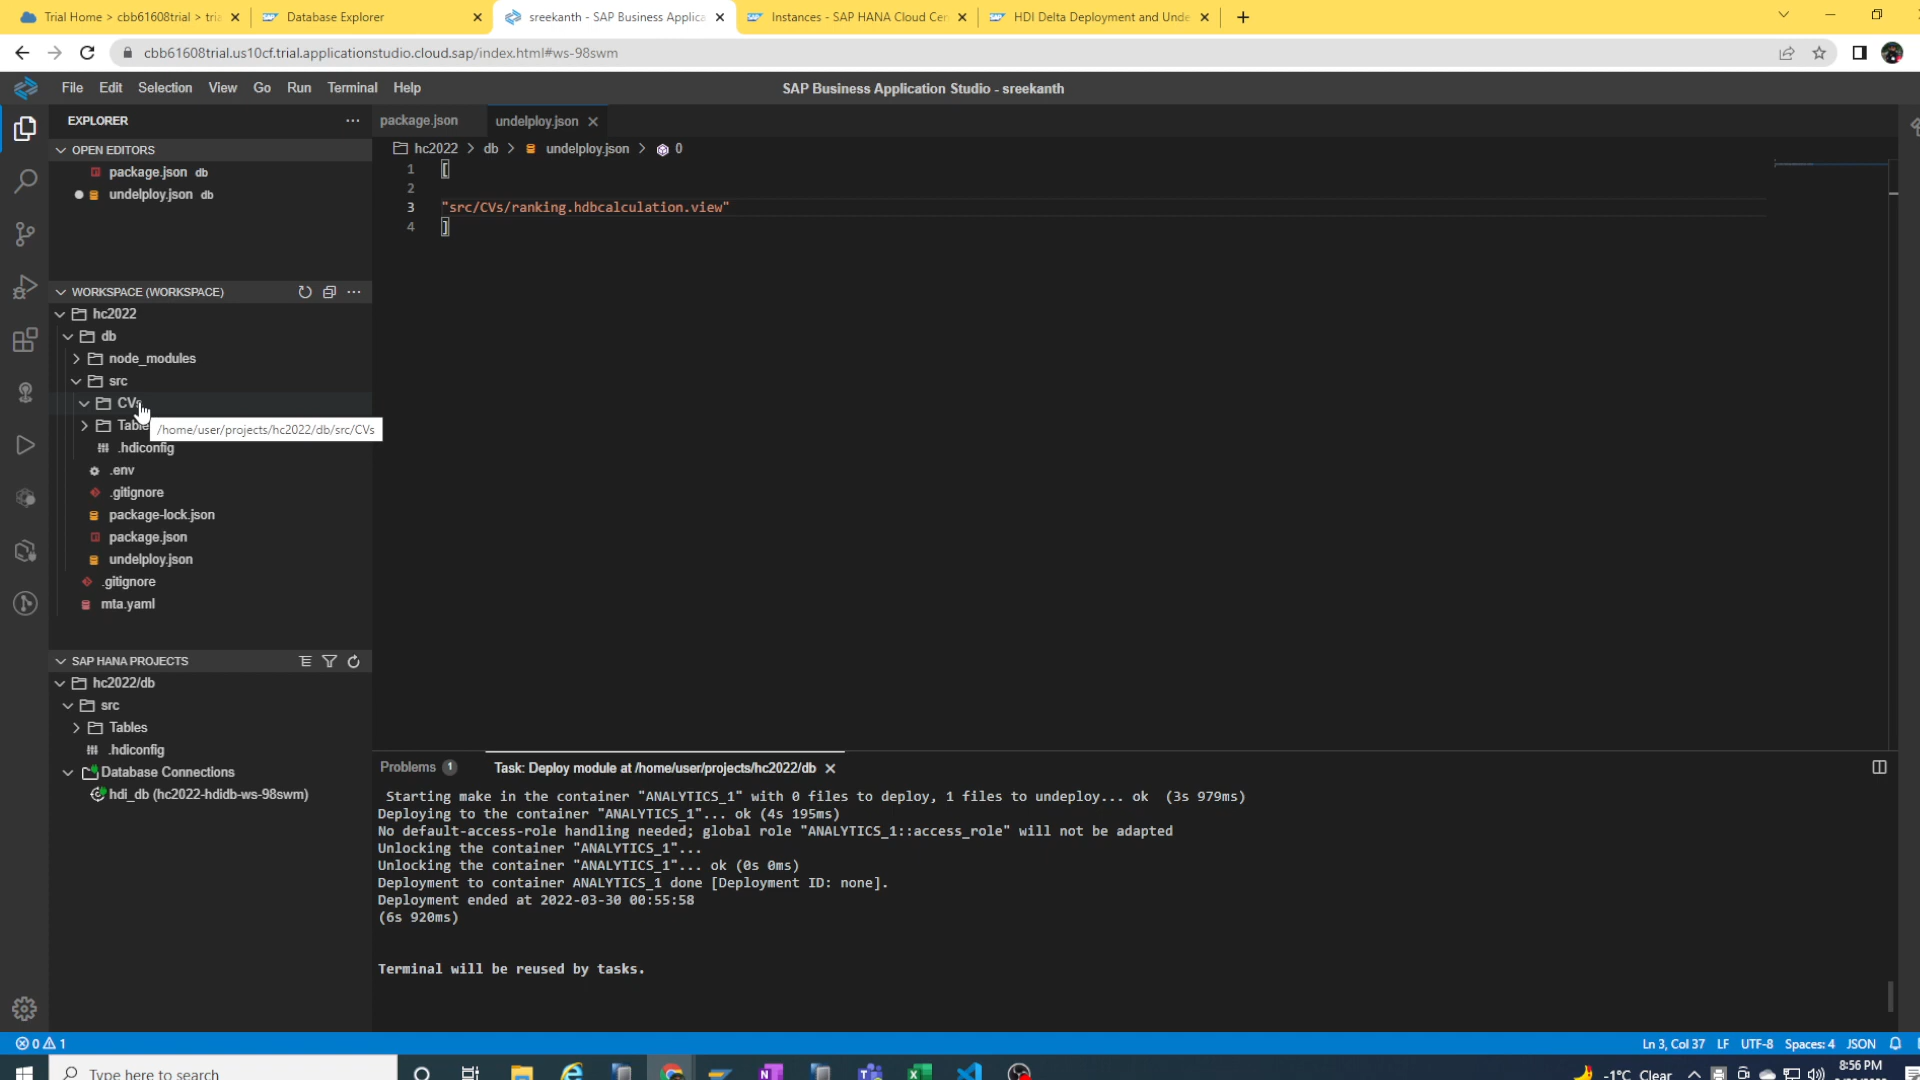 Trial Home > cbb61608trial > tria
Database Explorer
sreekanth - SAP Business Applica
Instances - SAP HANA Cloud Cen
HDI Delta Deployment and Unde
cbb61608trial.us10cf.trial.applicationstudio.cloud.sap/index.html#ws-98swm
File Edit Selection View Go Run Terminal Help
SAP Business Application Studio - sreekanth
EXPLORER
package.json
undelploy.json
OPEN EDITORS
hc2022 > db > undelploy.json > 0
package.json db
undelploy.json db
1 [
2
3 "src/CVs/ranking.hdbcalculation.view"
4 ]
WORKSPACE (WORKSPACE)
hc2022
db
node_modules
src
CVs
Table
/home/user/projects/hc2022/db/src/CVs
.hdiconfig
.env
.gitignore
package-lock.json
package.json
undelploy.json
.gitignore
mta.yaml
SAP HANA PROJECTS
hc2022/db
src
Tables
.hdiconfig
Database Connections
hdi_db (hc2022-hdidb-ws-98swm)
Problems 1
Task: Deploy module at /home/user/projects/hc2022/db
Starting make in the container "ANALYTICS_1" with 0 files to deploy, 1 files to undeploy... ok (3s 979ms)
Deploying to the container "ANALYTICS_1"... ok (4s 195ms)
No default-access-role handling needed; global role "ANALYTICS_1::access_role" will not be adapted
Unlocking the container "ANALYTICS_1"...
Unlocking the container "ANALYTICS_1"... ok (0s 0ms)
Deployment to container ANALYTICS_1 done [Deployment ID: none].
Deployment ended at 2022-03-30 00:55:58
(6s 920ms)
Terminal will be reused by tasks.
0 1
Ln 3, Col 37 LF UTF-8 Spaces: 4 JSON
Type here to search
-1°C Clear
8:56 PM